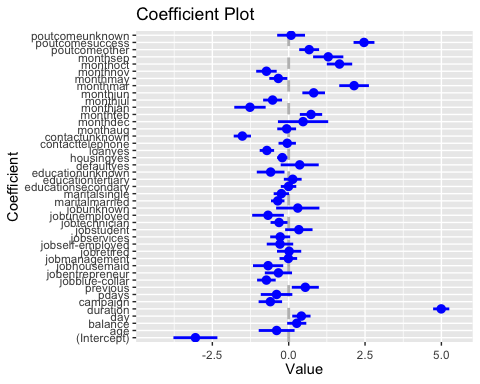 Coefficient Plot
poutcomeunknown
poutcomesuccess
poutcomeother
monthsep
monthoct
monthnov
monthmay
monthmar
monthjun
monthjul
monthjan
monthfeb
monthdec
monthaug
contactunknown
contacttelephone
loanyes
housingyes
defaultyes
educationunknown
educationtertiary
educationsecondary
maritalsingle
maritalmarried
jobunknown
jobunemployed
jobtechnician
jobstudent
jobservices
jobself-employed
jobretired
jobmanagement
jobhousemaid
jobentrepreneur
jobblue-collar
previous
pdays
campaign
duration
day
balance
age
(Intercept)
Coefficient
-2.5 0.0 2.5 5.0
Value